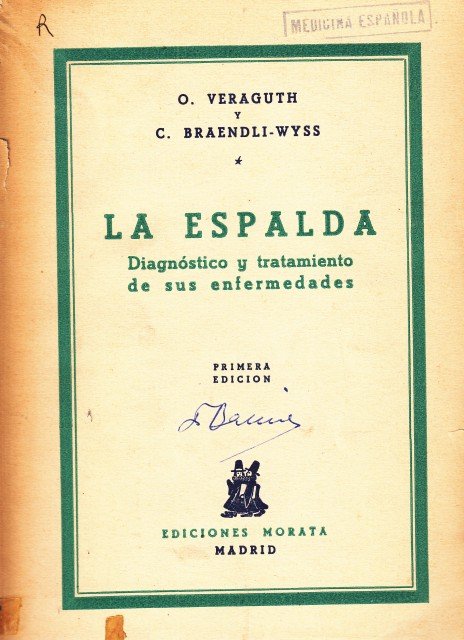 R
MEDICINA ESPAÑOLA
O. VERAGUTH
Y
C. BRAENDLI-WYSS
*
LA ESPALDA
Diagnóstico y tratamiento
de sus enfermedades
PRIMERA
EDICION
EDICIONES MORATA
MADRID